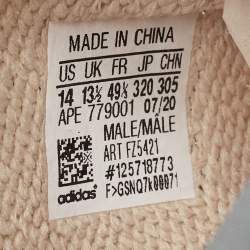 MADE IN CHINA
US UK FR JP CHN
14 13½ 49⅓ 320 305
APE 779001 07/20
MALE/MÂLE
ART FZ5421
#125718773
F>GSNQ7k00071
adidas